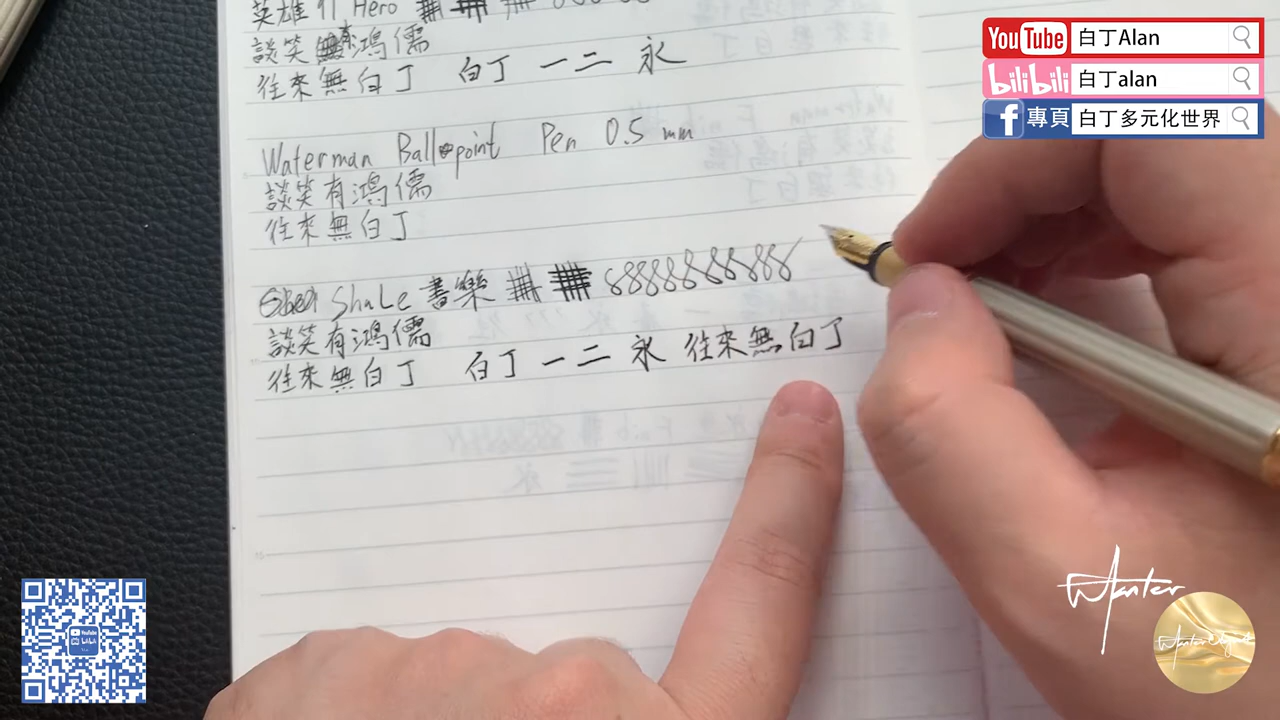 英雄 91 Hero
談笑 有鴻儒
往來無白丁 白丁 一二 永
Waterman Ballpoint Pen 0.5 mm
談笑有鴻儒
往來無白丁
書樂 888888888
談笑有鴻儒
往來無白丁 白丁 一二 永 往來無白丁
YouTube 白丁Alan
bilibili 白丁alan
f 專頁 白丁多元化世界